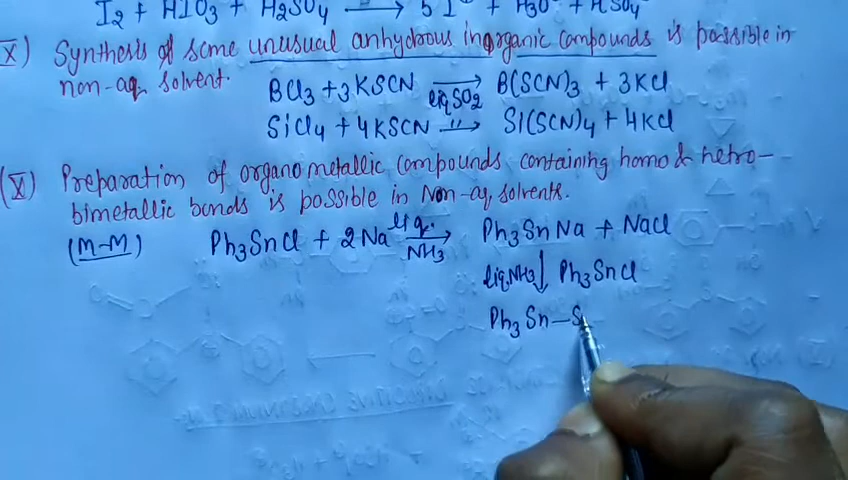 I₂ + HIO₃ + H₂SO₄ → 5 I⁺ + H₃O⁺ + HSO₄⁻
IX) Synthesis of some unusual anhydrous inorganic compounds is possible in
non-aq. solvent.
BCl₃ + 3KSCN liq SO₂ → B(SCN)₃ + 3KCl
SiCl₄ + 4KSCN –"→ Si(SCN)₄ + 4KCl
(X) Preparation of organometallic compounds containing homo & hetro-
bimetallic bonds is possible in Non-aq solvents.
(M-M) Ph₃SnCl + 2Na liq. NH₃ → Ph₃SnNa + NaCl
liq NH₃ ↓ Ph₃SnCl
Ph₃Sn—S